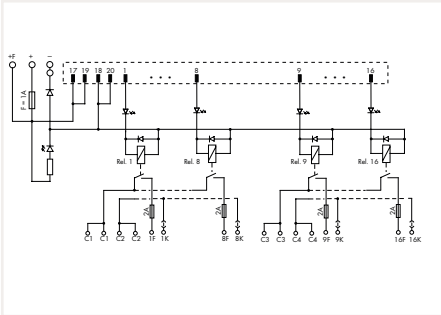 +F + −
17 19 18 20 1 • • • 8 9 • • • 16
F = 1A
Rel. 1 Rel. 8 Rel. 9 Rel. 16
2A 2A 2A 2A
C1 C1 C2 C2 1F 1K 8F 8K C3 C3 C4 C4 9F 9K 16F 16K